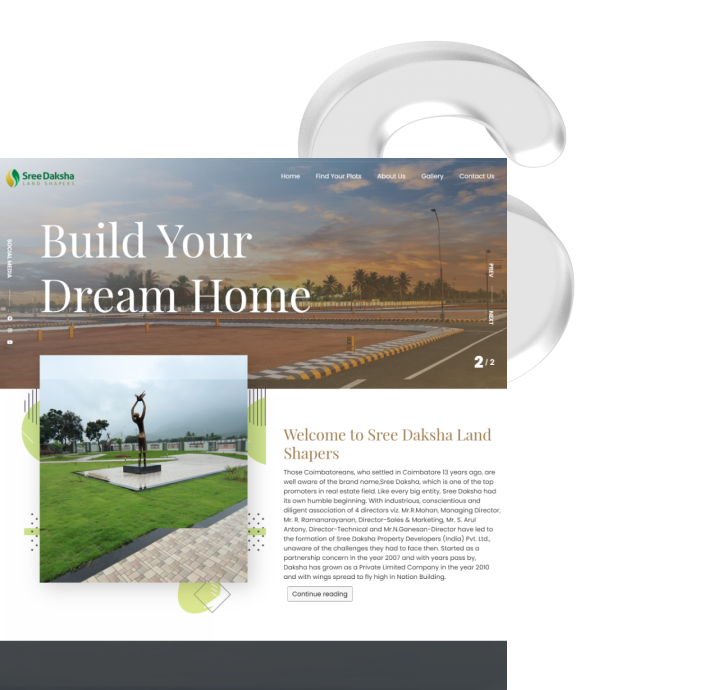 Sree Daksha
LAND SHAPERS
Home Find Your Plots About Us Gallery Contact Us
SOCIAL MEDIA
Build Your
Dream Home
PREV
NEXT
2 / 2
Welcome to Sree Daksha Land
Shapers
Those Coimbatoreans, who settled in Coimbatore 13 years ago, are
well aware of the brand name,Sree Daksha, which is one of the top
promoters in real estate field. Like every big entity, Sree Daksha had
its own humble beginning. With industrious, conscientious and
diligent association of 4 directors viz. Mr.R.Mohan, Managing Director,
Mr. R. Ramanarayanan, Director-Sales & Marketing, Mr. S. Arul
Antony, Director-Technical and Mr.N.Ganesan-Director have led to
the formation of Sree Daksha Property Developers (India) Pvt. Ltd.,
unaware of the challenges they had to face then. Started as a
partnership concern in the year 2007 and with years pass by,
Daksha has grown as a Private Limited Company in the year 2010
and with wings spread to fly high in Nation Building.
Continue reading